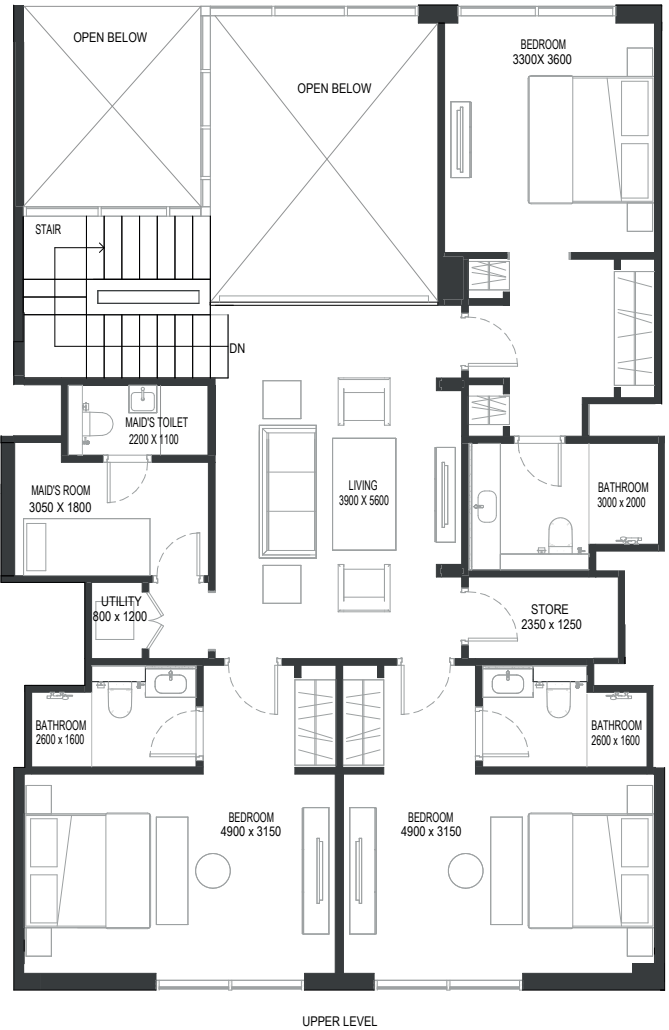 OPEN BELOW
BEDROOM
3300X 3600
OPEN BELOW
STAIR
DN
MAID'S TOILET
2200 X 1100
LIVING
3900 X 5600
MAID'S ROOM
3050 X 1800
BATHROOM
3000 x 2000
UTILITY
800 x 1200
STORE
2350 x 1250
BATHROOM
2600 x 1600
BATHROOM
2600 x 1600
BEDROOM
4900 x 3150
BEDROOM
4900 x 3150
UPPER LEVEL